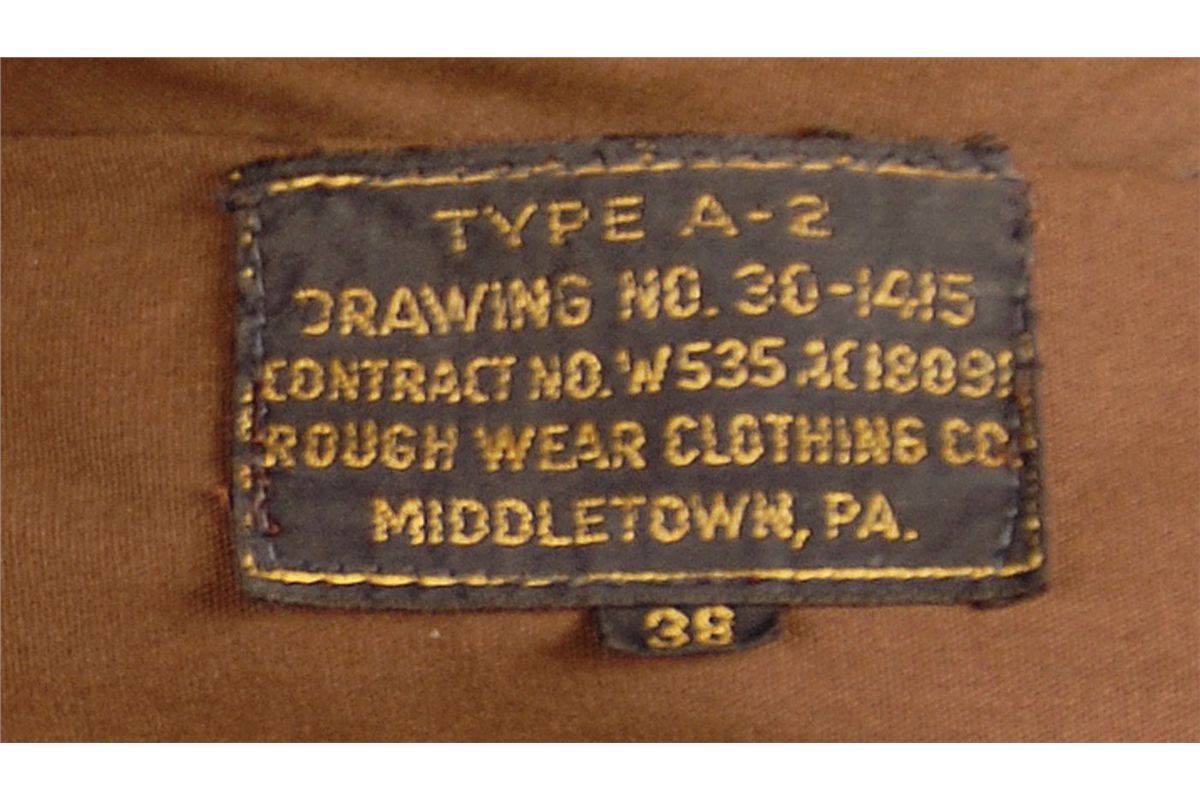 TYPE A-2
DRAWING NO. 30-1415
CONTRACT NO. W535 AC18091
ROUGH WEAR CLOTHING CO.
MIDDLETOWN, PA.
38